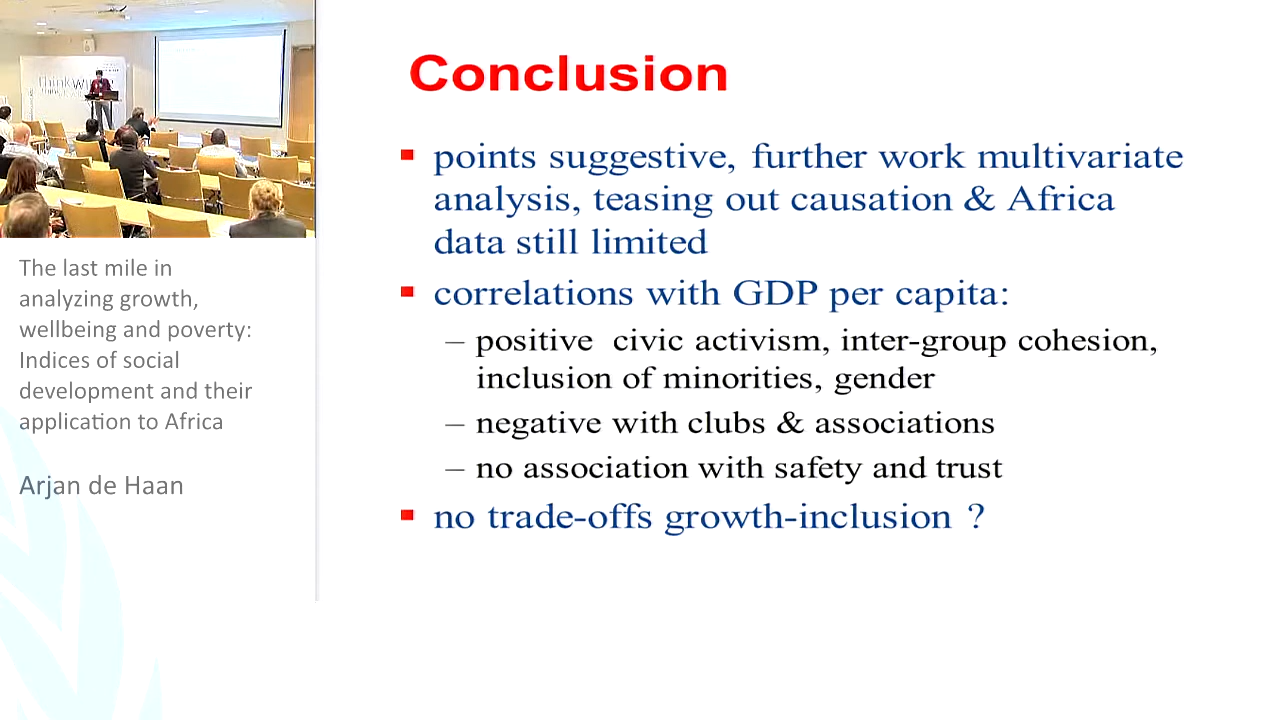 thinkwider
Conclusion
points suggestive, further work multivariate
analysis, teasing out causation & Africa
data still limited
correlations with GDP per capita:
– positive civic activism, inter-group cohesion,
inclusion of minorities, gender
– negative with clubs & associations
– no association with safety and trust
no trade-offs growth-inclusion ?
The last mile in
analyzing growth,
wellbeing and poverty:
Indices of social
development and their
application to Africa
Arjan de Haan